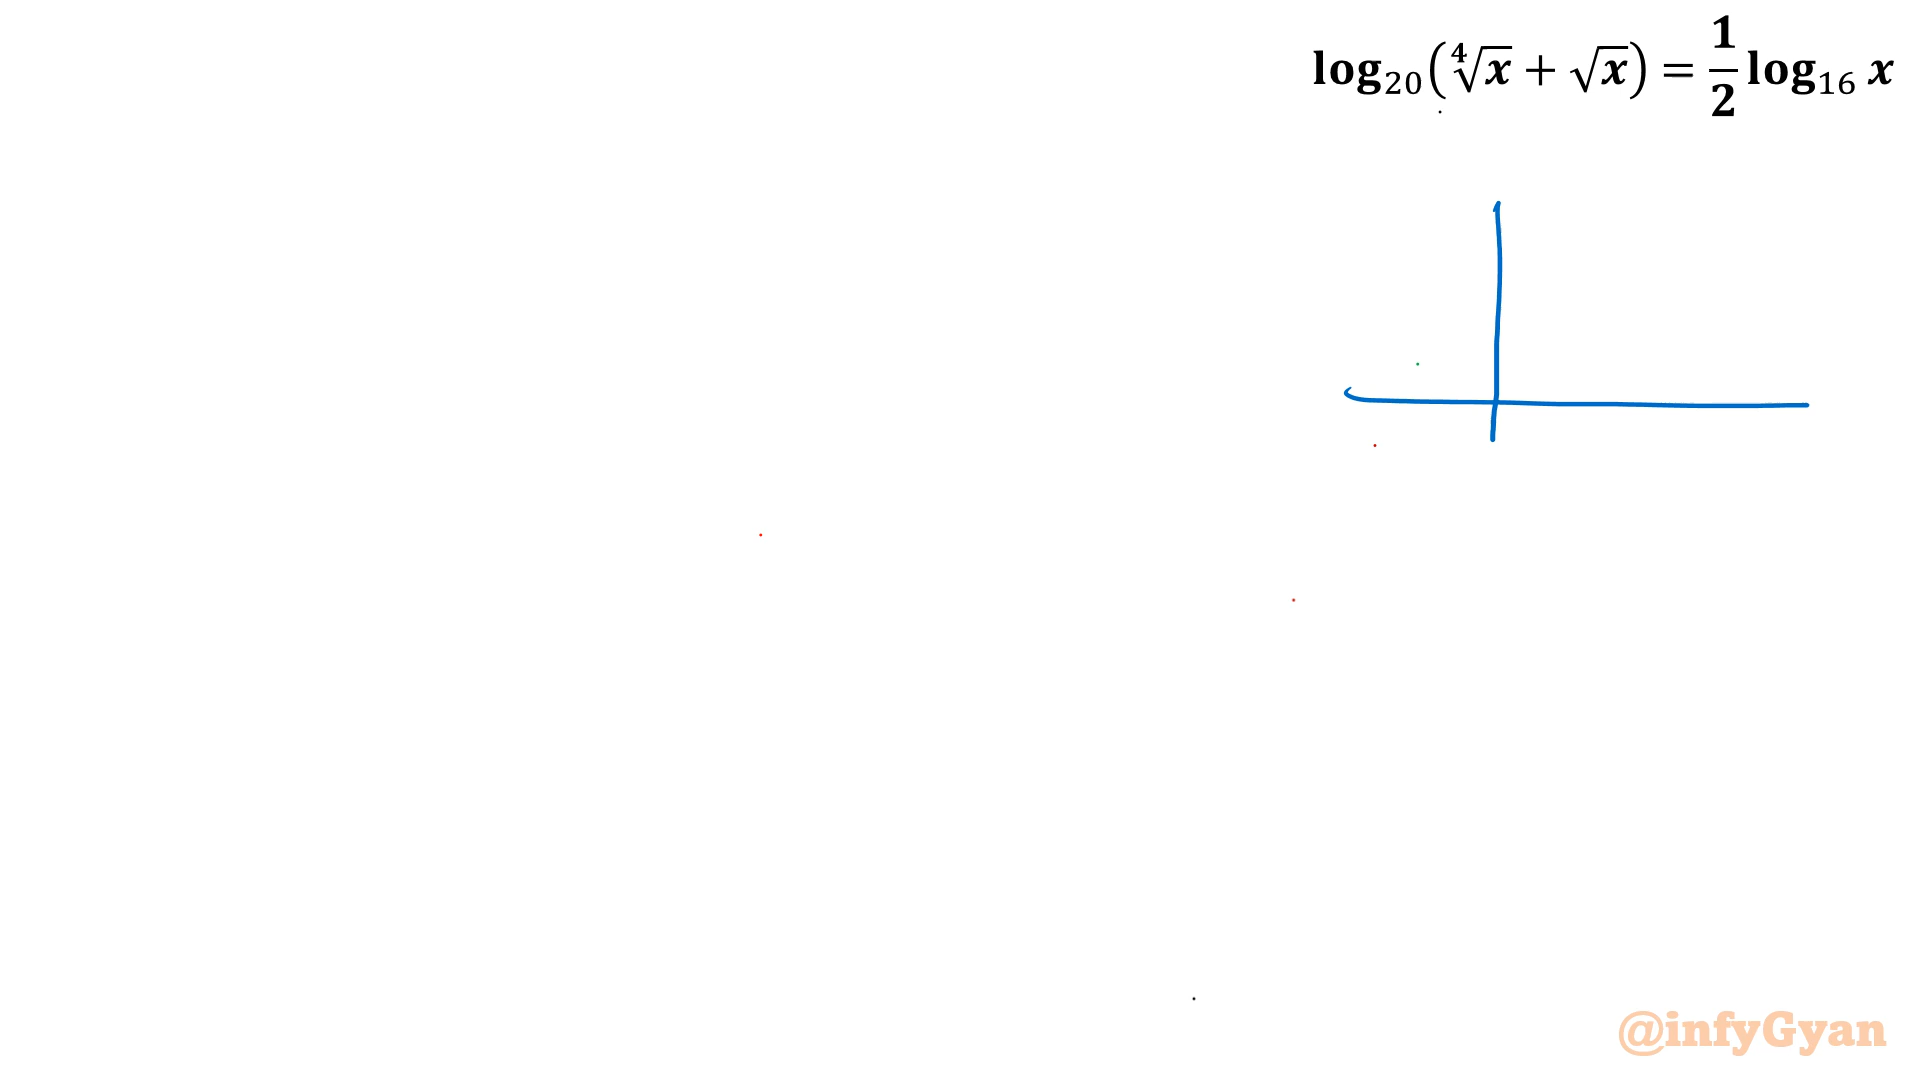 log₂₀(∜x + √x) = 1/2 log₁₆ x
@infyGyan